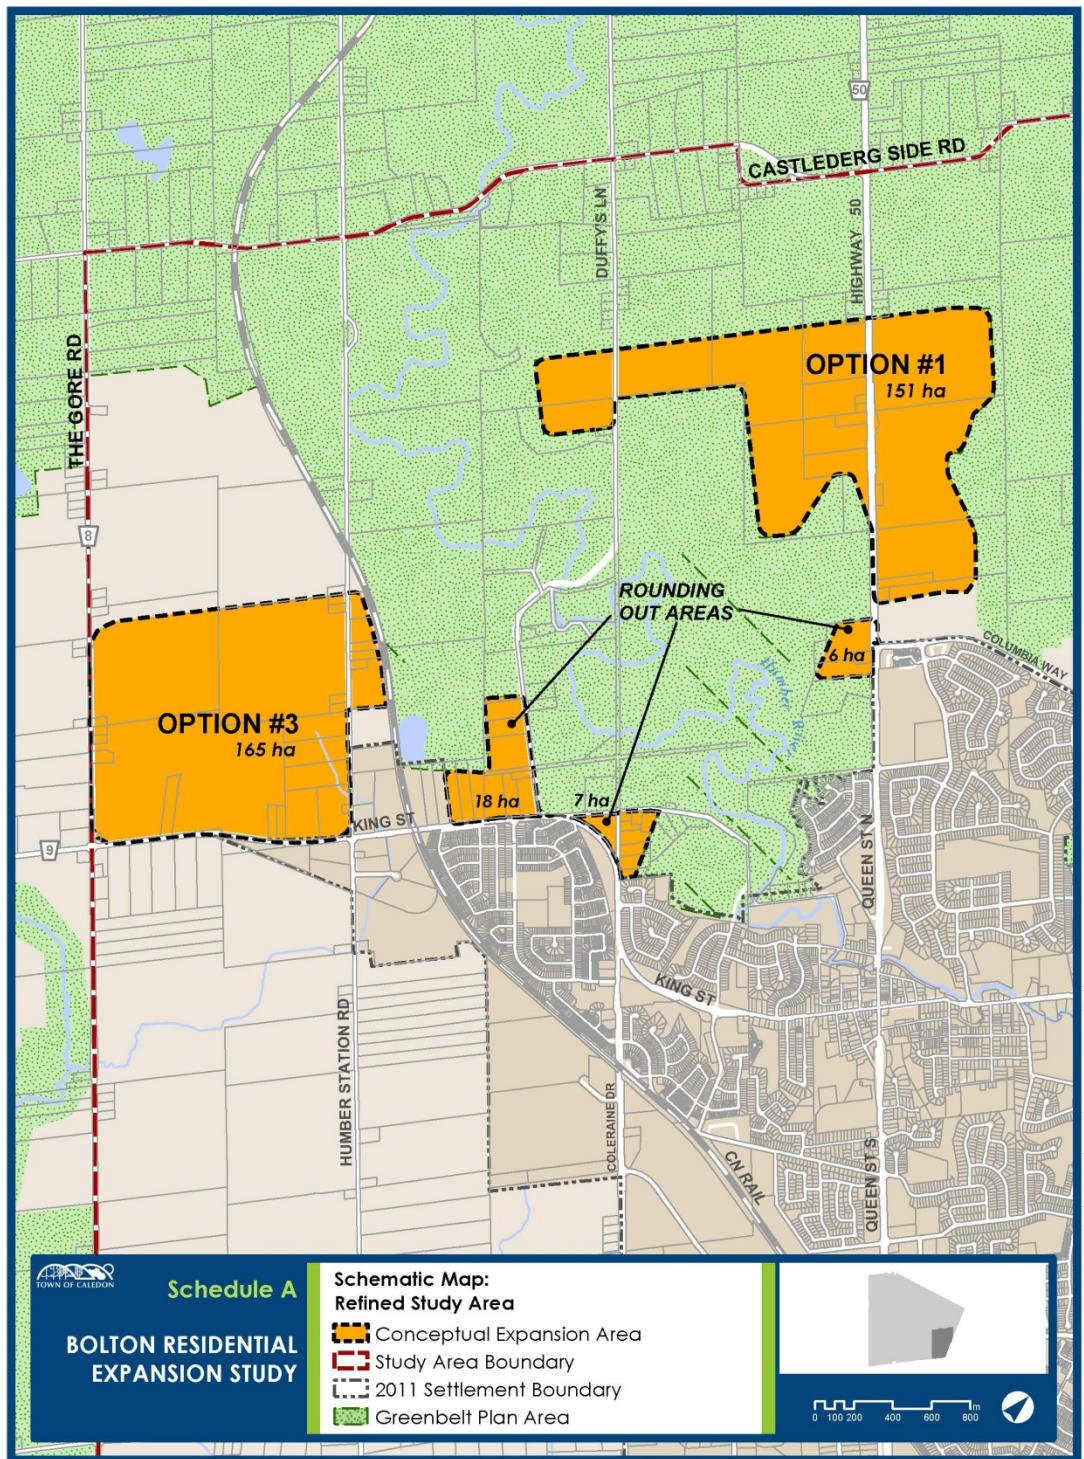 50
CASTLEDERG SIDE RD
DUFFY'S LN
HIGHWAY 50
THE GORE RD
OPTION #1
151 ha
8
ROUNDING
OUT AREAS
6 ha
COLUMBIA WAY
Humber River
OPTION #3
165 ha
18 ha
7 ha
KING ST
9
QUEEN ST N
KING ST
HUMBER STATION RD
COLERAINE DR
CN RAIL
QUEEN ST S
TOWN OF CALEDON
Schedule A
BOLTON RESIDENTIAL
EXPANSION STUDY
Schematic Map:
Refined Study Area
Conceptual Expansion Area
Study Area Boundary
2011 Settlement Boundary
Greenbelt Plan Area
m
0 100 200 400 600 800